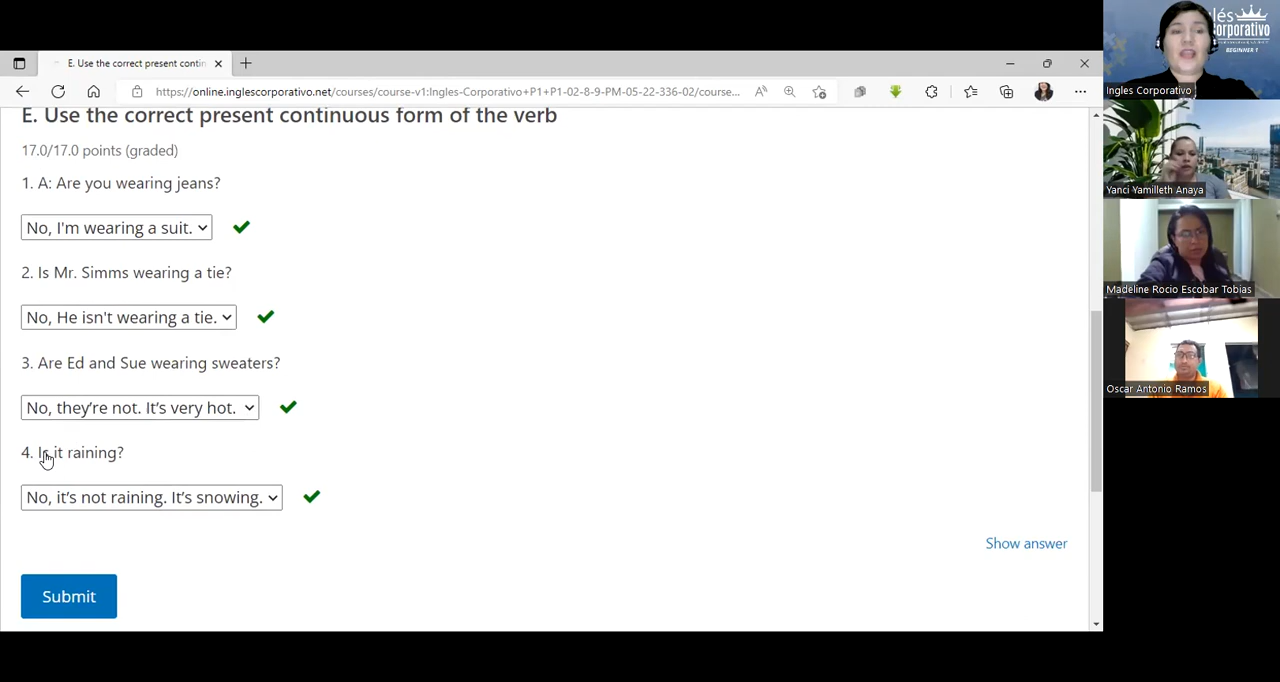 E. Use the correct present contin
https://online.inglescorporativo.net/courses/course-v1:Ingles-Corporativo+P1+P1-02-8-9-PM-05-22-336-02/course...
E. Use the correct present continuous form of the verb
17.0/17.0 points (graded)
1. A: Are you wearing jeans?
No, I'm wearing a suit.
2. Is Mr. Simms wearing a tie?
No, He isn't wearing a tie.
3. Are Ed and Sue wearing sweaters?
No, they’re not. It’s very hot.
4. Is it raining?
No, it’s not raining. It’s snowing.
Show answer
Submit
BEGINNER 1
Ingles Corporativo
Yanci Yamilleth Anaya
Madeline Rocio Escobar Tobias
Oscar Antonio Ramos